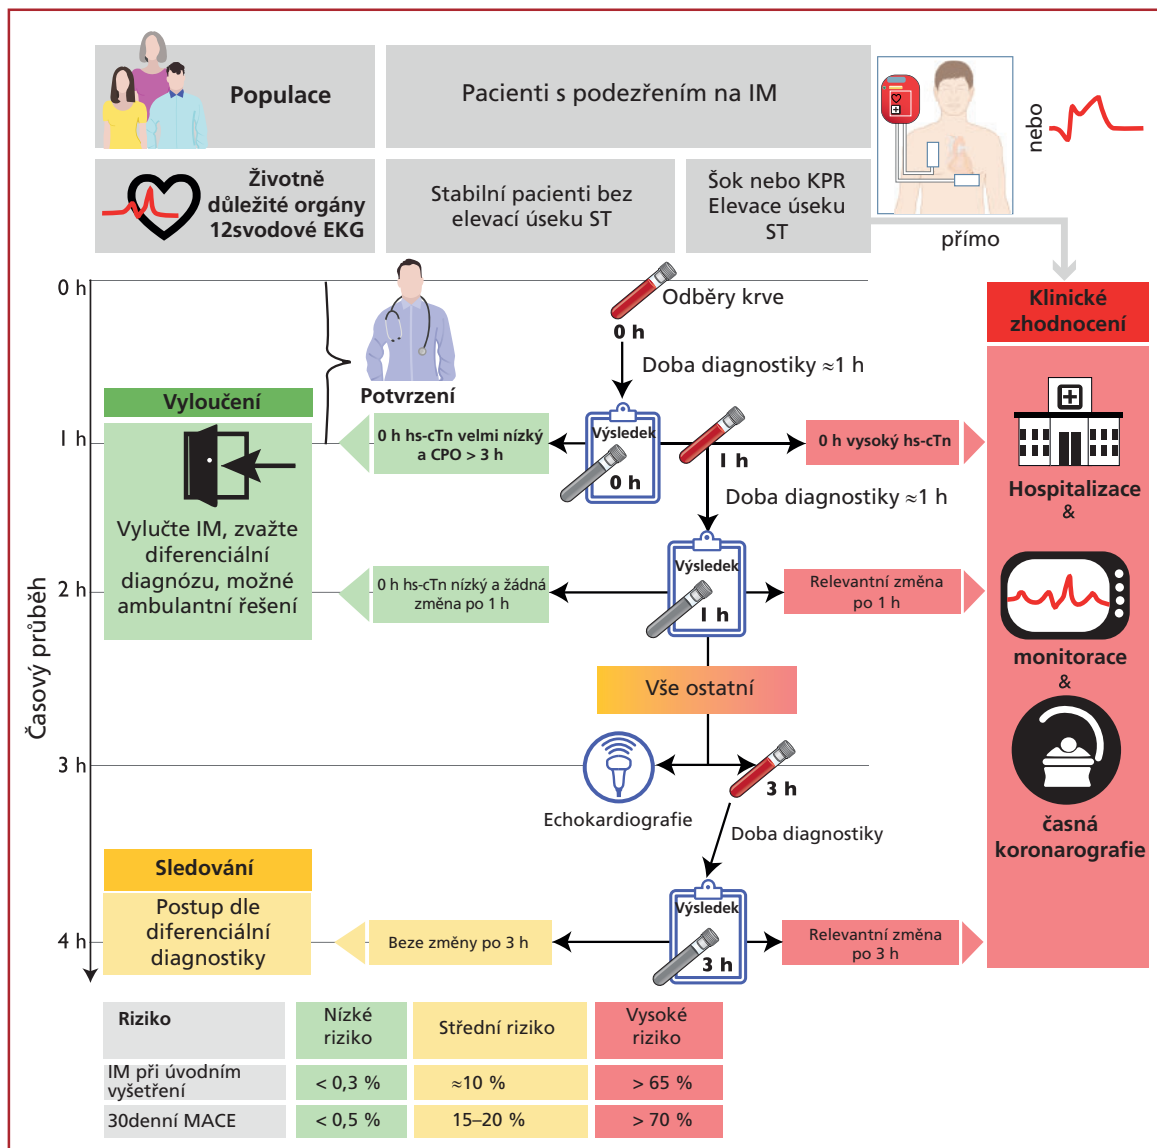 Populace
Pacienti s podezřením na IM
nebo
Životně
důležité orgány
12svodové EKG
Stabilní pacienti bez
elevací úseku ST
Šok nebo KPR
Elevace úseku
ST
přímo
Časový průběh
0 h
Odběry krve
0 h
Doba diagnostiky ≈1 h
Potvrzení
Klinické
zhodnocení
Vyloučení
1 h
Vylučte IM, zvažte
diferenciální
diagnózu, možné
ambulantní řešení
0 h hs-cTn velmi nízký
a CPO > 3 h
Výsledek
0 h
1 h
0 h vysoký hs-cTn
Doba diagnostiky ≈1 h
Hospitalizace
&
2 h
0 h hs-cTn nízký a žádná
změna po 1 h
Výsledek
1 h
Relevantní změna
po 1 h
monitorace
&
Vše ostatní
3 h
Echokardiografie
3 h
Doba diagnostiky
časná
koronarografie
Sledování
Postup dle
diferenciální
diagnostiky
4 h
Beze změny po 3 h
Výsledek
3 h
Relevantní změna
po 3 h
Riziko
Nízké
riziko
Střední riziko
Vysoké
riziko
IM při úvodním
vyšetření
< 0,3 %
≈10 %
> 65 %
30denní MACE
< 0,5 %
15–20 %
> 70 %